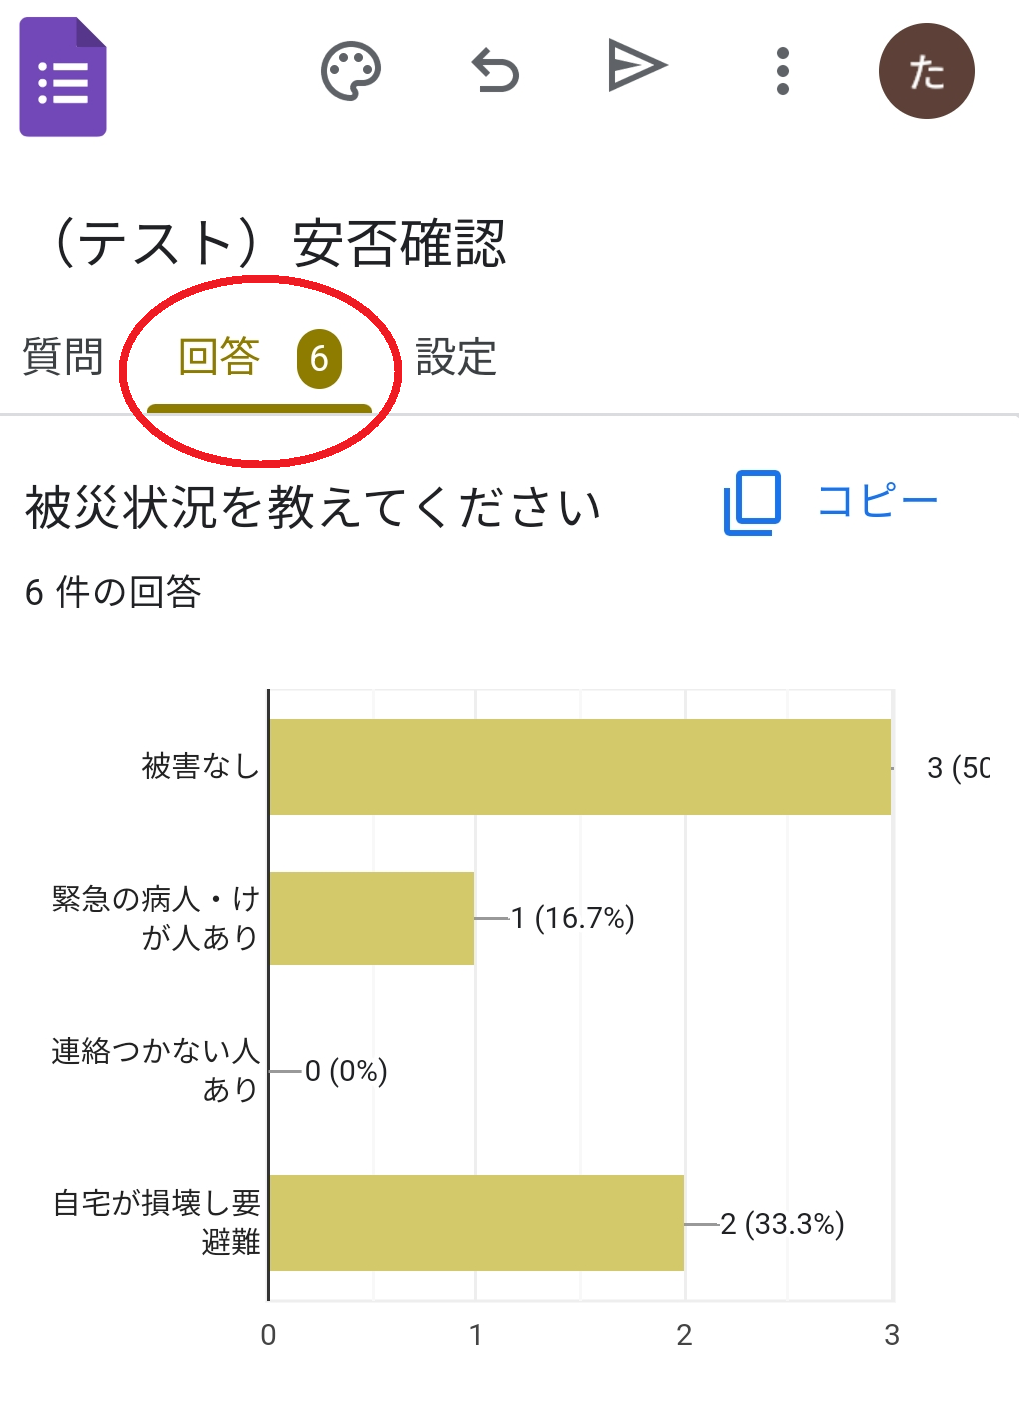 た
（テスト）安否確認
質問 回答 6 設定
被災状況を教えてください コピー
6 件の回答
被害なし 3 (50
緊急の病人・け
が人あり 1 (16.7%)
連絡つかない人
あり 0 (0%)
自宅が損壊し要
避難 2 (33.3%)
0 1 2 3